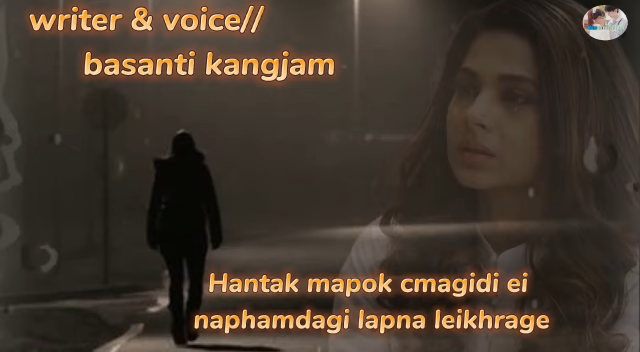 writer & voice//
basanti kangjam
Hantak mapok cmagidi ei
naphamdagi lapna leikhrage